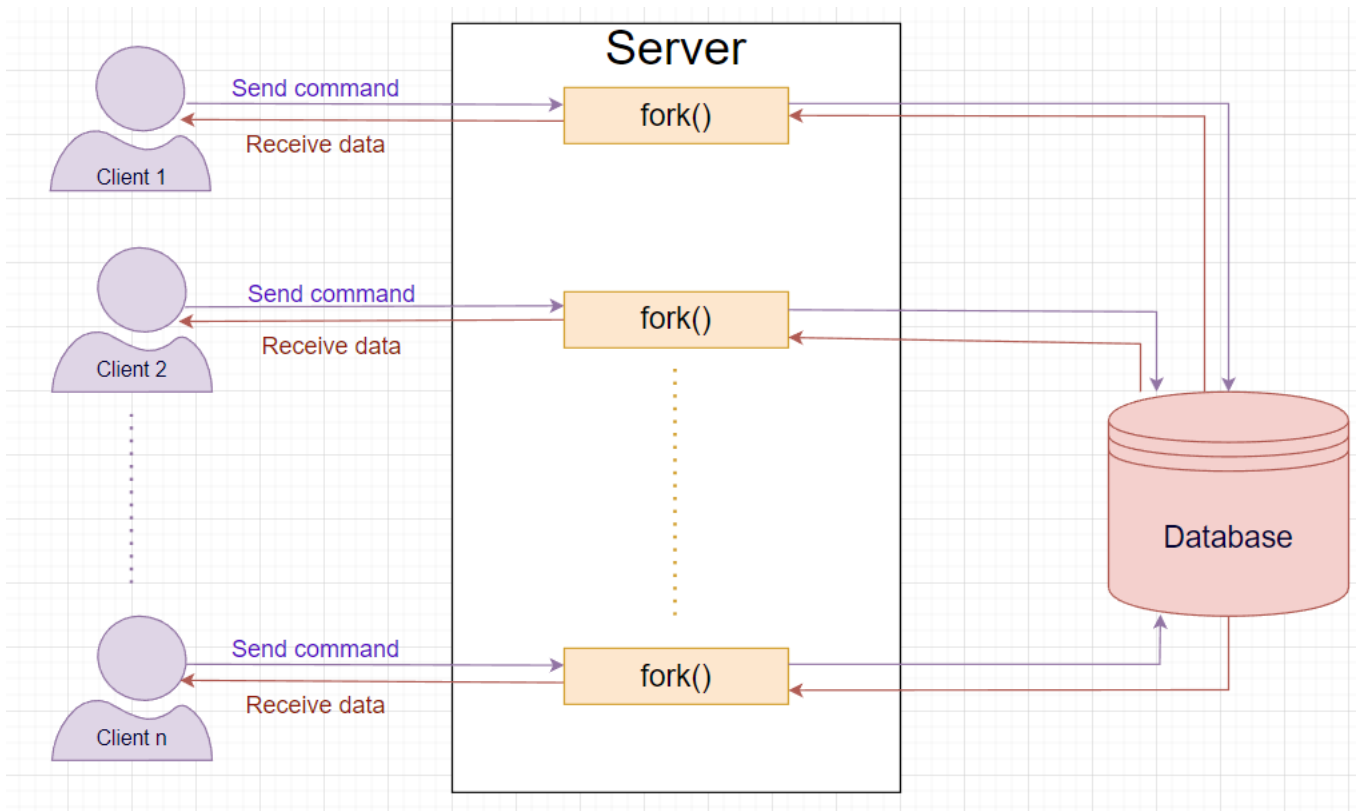 Server
Send command
fork()
Receive data
Client 1
Send command
fork()
Receive data
Client 2
Database
Send command
fork()
Receive data
Client n